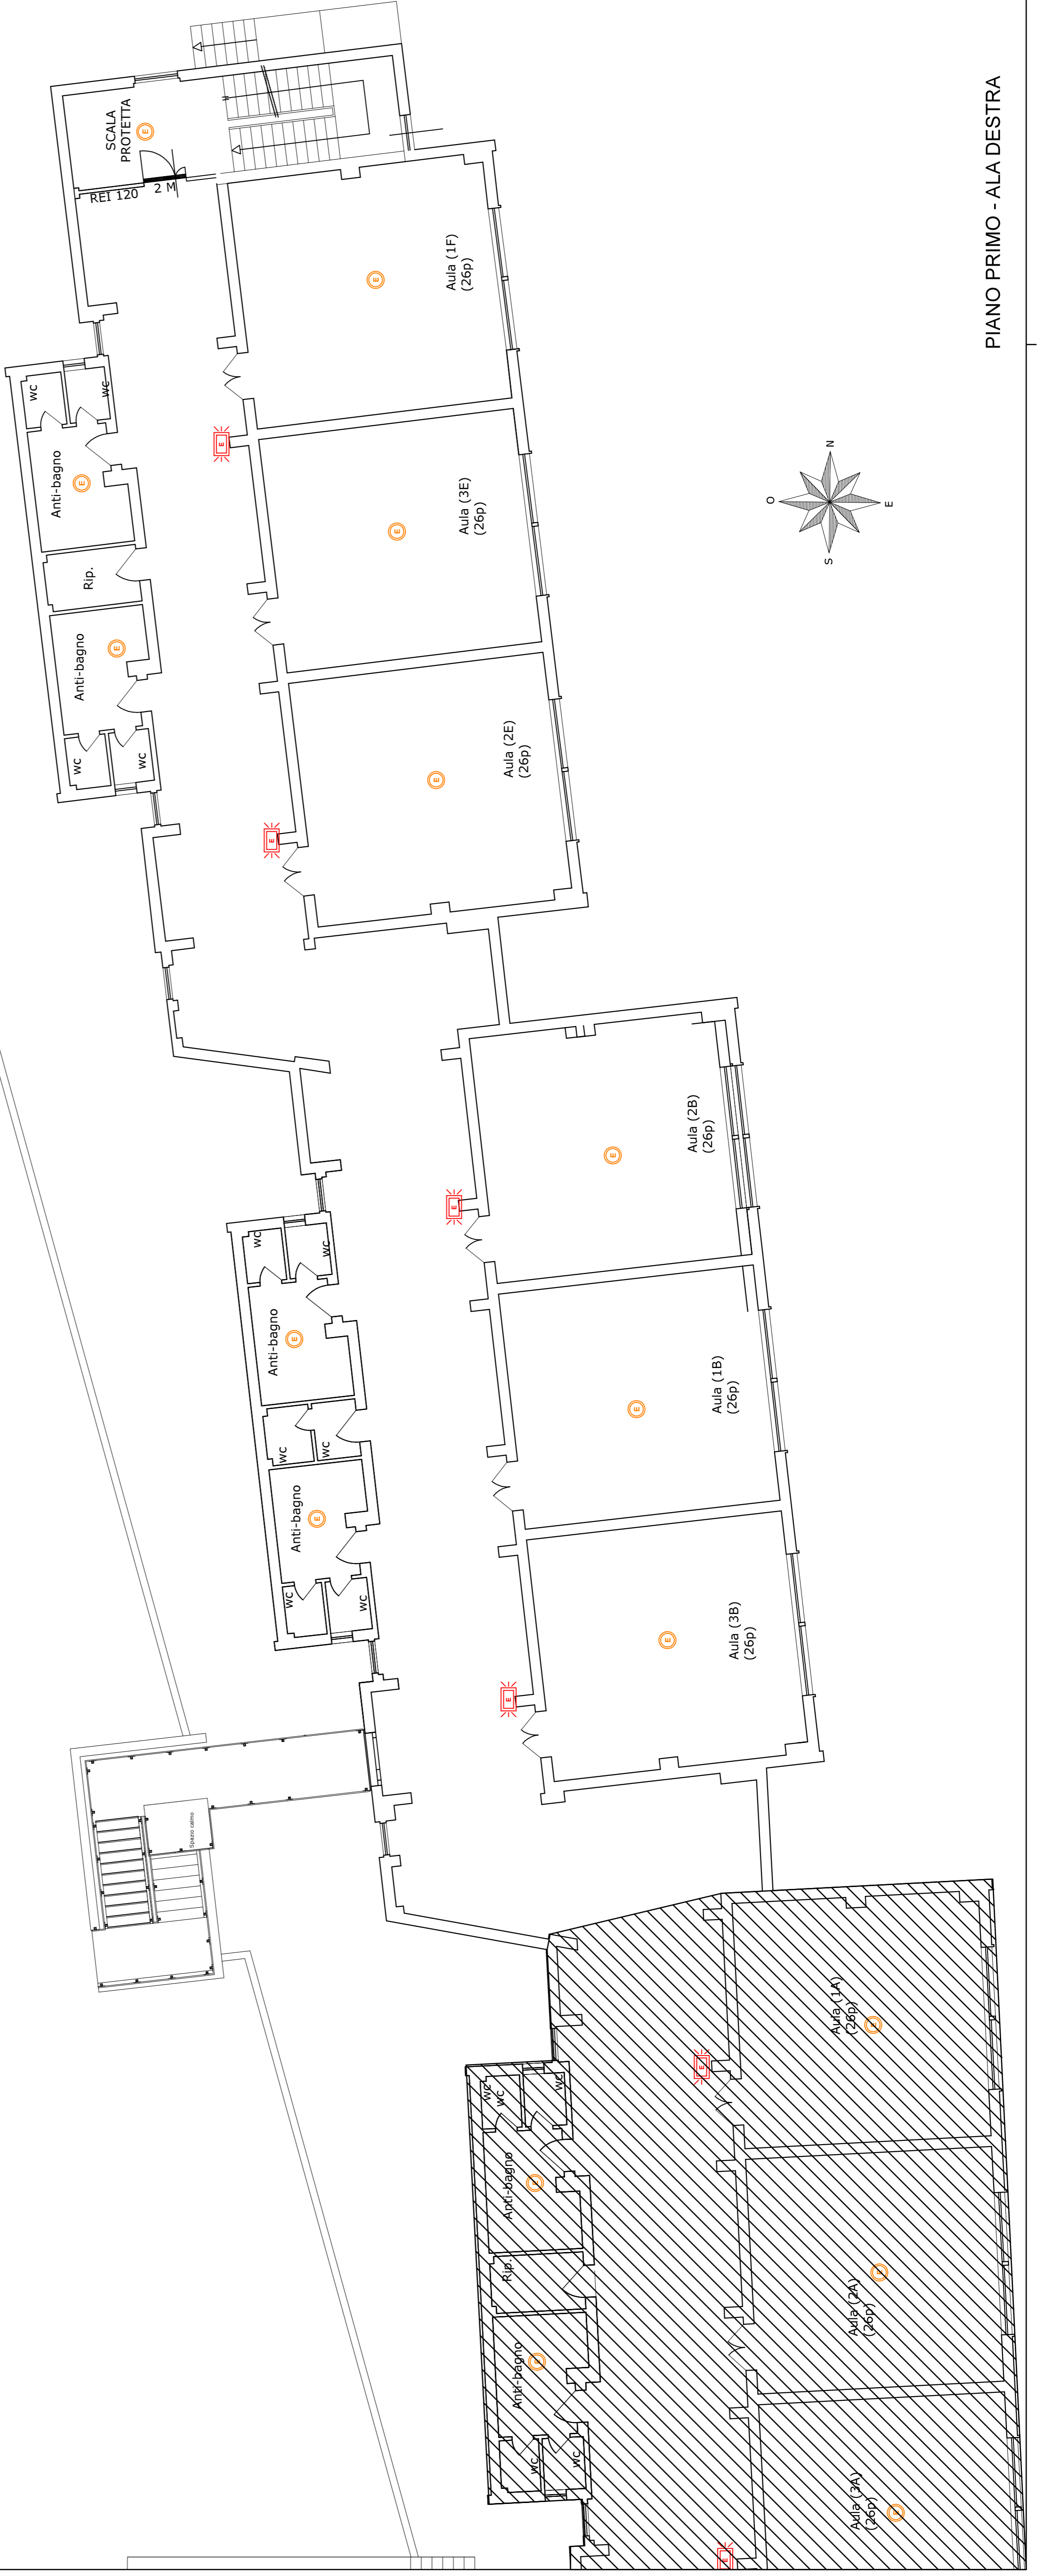 PIANO PRIMO - ALA DESTRA
SCALA
PROTETTA
E
REI 120
2 M
Aula (1F)
(26p)
E
wc
wc
Anti-bagno
E
E
Rip.
Aula (3E)
(26p)
E
N
O
E
S
Anti-bagno
E
wc
wc
Aula (2E)
(26p)
E
E
Aula (2B)
(26p)
E
E
wc
wc
Anti-bagno
E
wc
wc
Aula (1B)
(26p)
E
Anti-bagno
E
wc
wc
Aula (3B)
(26p)
E
E
Spazio calmo
Aula (1A)
(26p)
E
E
wc
wc
wc
Anti-bagno
E
Rip.
Aula (2A)
(26p)
E
Anti-bagno
E
wc
wc
Aula (3A)
(26p)
E
E